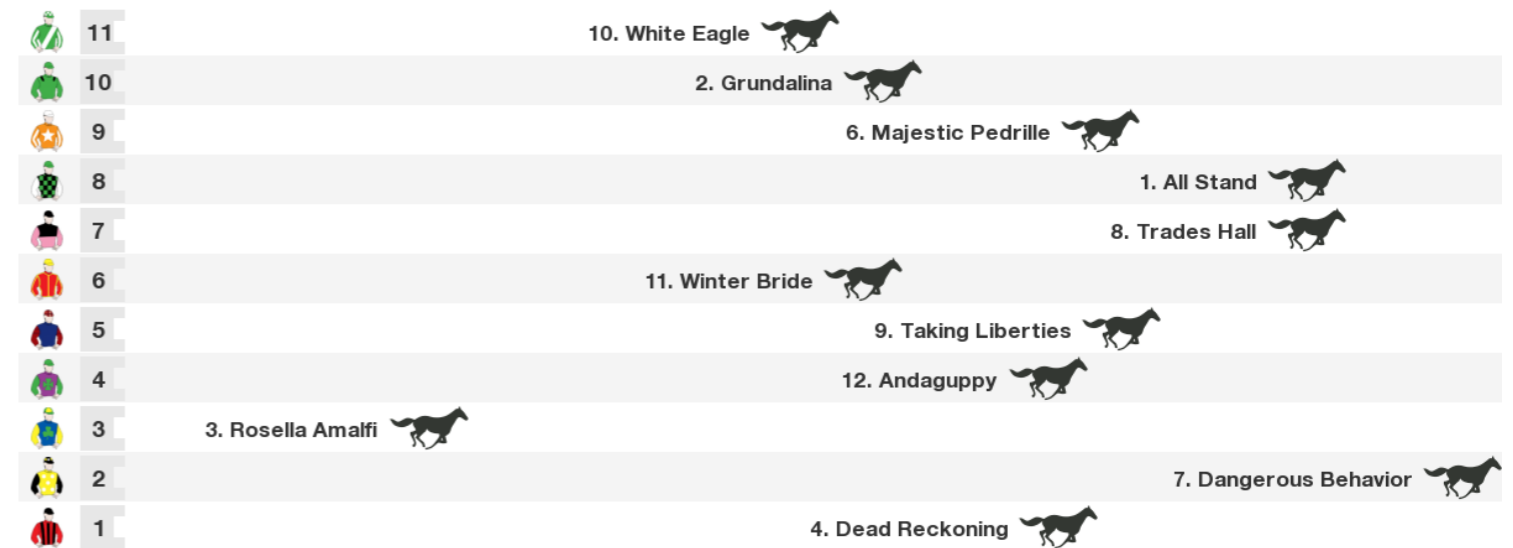 11 10. White Eagle
10 2. Grundalina
9 6. Majestic Pedrille
8 1. All Stand
7 8. Trades Hall
6 11. Winter Bride
5 9. Taking Liberties
4 12. Andaguppy
3 3. Rosella Amalfi
2 7. Dangerous Behavior
1 4. Dead Reckoning